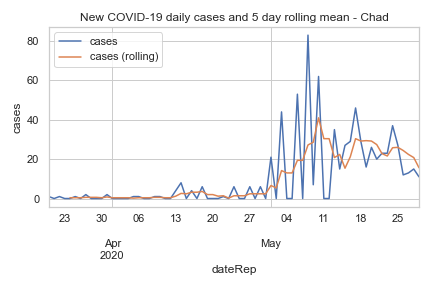 New COVID-19 daily cases and 5 day rolling mean - Chad
cases
cases (rolling)
80
60
40
20
0
cases
23 30 06 13 20 27 04 11 18 25
Apr May
2020
dateRep